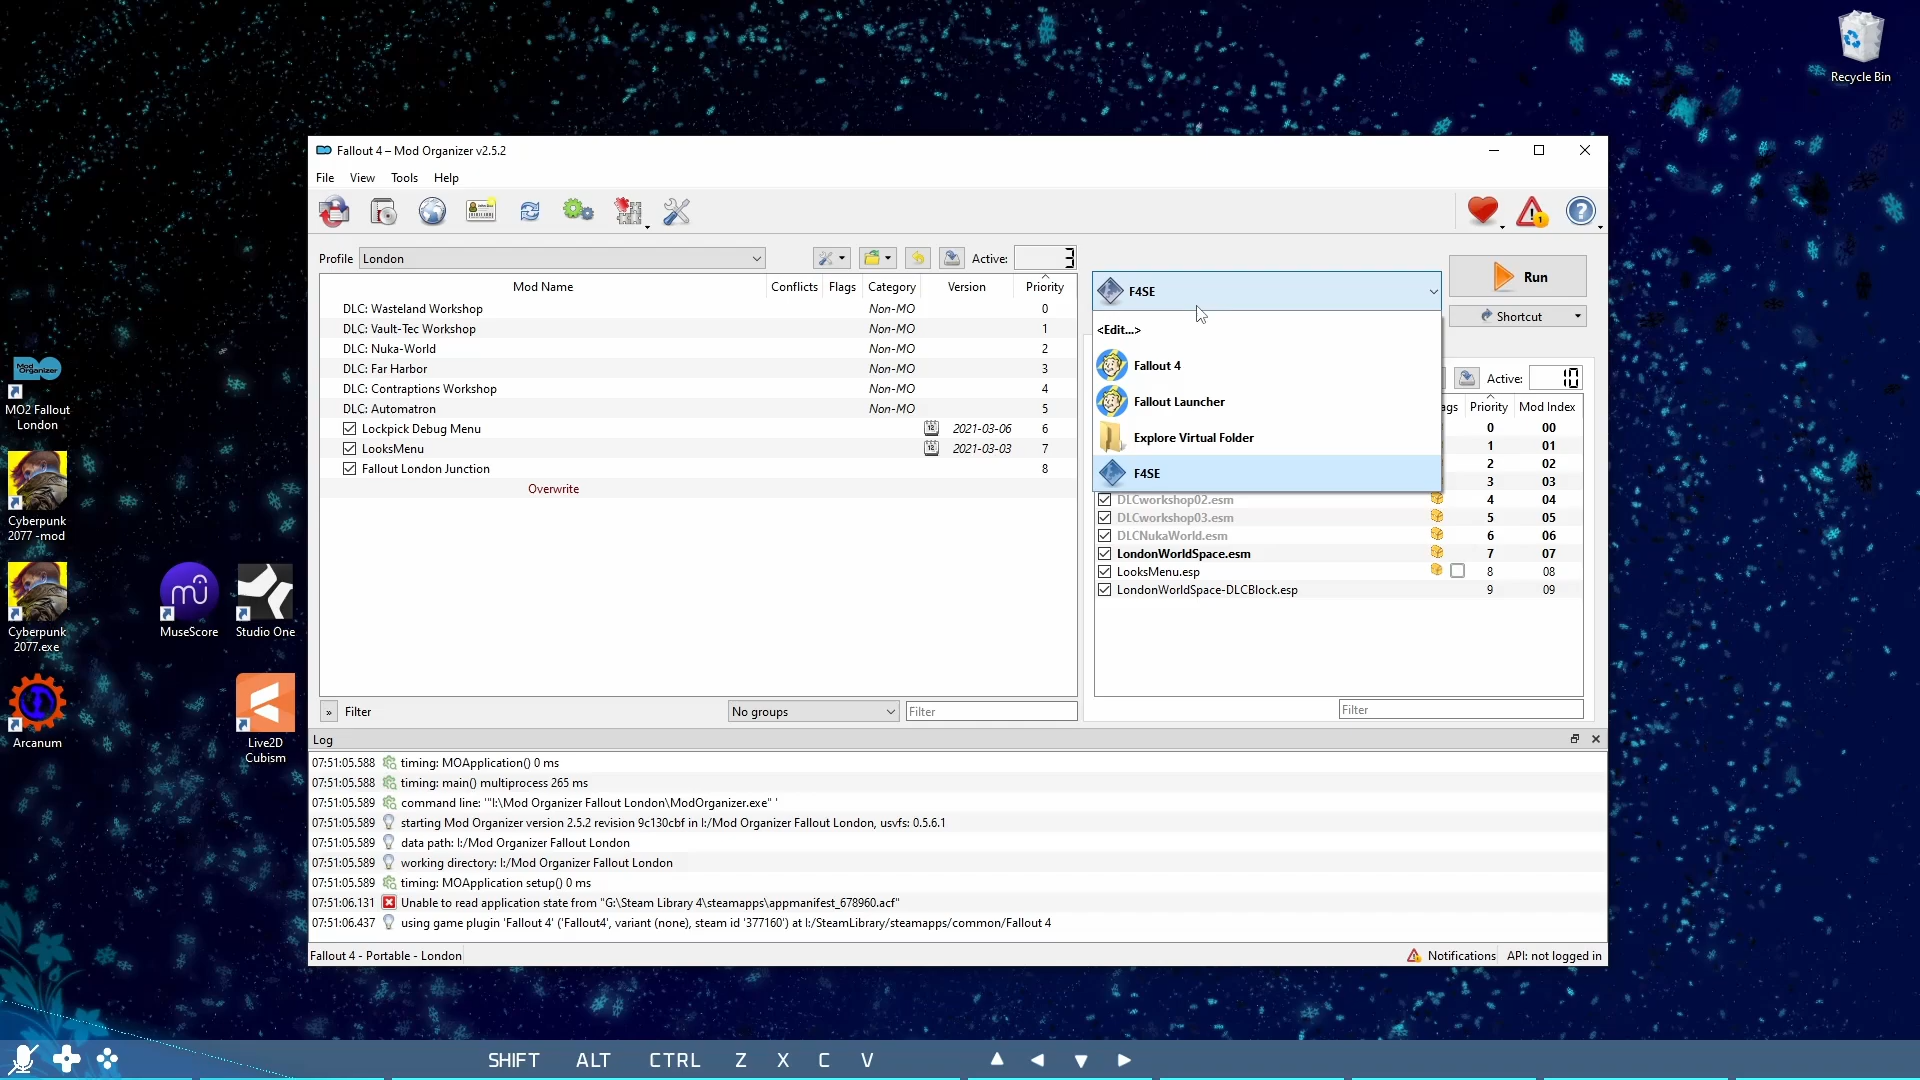 Recycle Bin
Fallout 4 – Mod Organizer v2.5.2
File View Tools Help
Profile London Active: 3
Mod Name Conflicts Flags Category Version Priority
DLC: Wasteland Workshop Non-MO 0
DLC: Vault-Tec Workshop Non-MO 1
DLC: Nuka-World Non-MO 2
DLC: Far Harbor Non-MO 3
DLC: Contraptions Workshop Non-MO 4
DLC: Automatron Non-MO 5
Lockpick Debug Menu 2021-03-06 6
LooksMenu 2021-03-03 7
Fallout London Junction 8
Overwrite
» Filter No groups Filter
F4SE
Run
Shortcut
<Edit...>
Fallout 4
Fallout Launcher
Explore Virtual Folder
F4SE
Active: 10
ags Priority Mod Index
0 00
1 01
2 02
3 03
DLCworkshop02.esm 4 04
DLCworkshop03.esm 5 05
DLCNukaWorld.esm 6 06
LondonWorldSpace.esm 7 07
LooksMenu.esp 8 08
LondonWorldSpace-DLCBlock.esp 9 09
Filter
Log
07:51:05.588 timing: MOApplication() 0 ms
07:51:05.588 timing: main() multiprocess 265 ms
07:51:05.589 command line: '"I:\Mod Organizer Fallout London\ModOrganizer.exe" '
07:51:05.589 starting Mod Organizer version 2.5.2 revision 9c130cbf in I:/Mod Organizer Fallout London, usvfs: 0.5.6.1
07:51:05.589 data path: I:/Mod Organizer Fallout London
07:51:05.589 working directory: I:/Mod Organizer Fallout London
07:51:05.589 timing: MOApplication setup() 0 ms
07:51:06.131 Unable to read application state from "G:\Steam Library 4\steamapps\appmanifest_678960.acf"
07:51:06.437 using game plugin 'Fallout 4' ('Fallout4', variant (none), steam id '377160') at I:/SteamLibrary/steamapps/common/Fallout 4
Fallout 4 - Portable - London Notifications API: not logged in
Mod Organizer
MO2 Fallout
London
Cyberpunk
2077 -mod
Cyberpunk
2077.exe
Arcanum
MuseScore
Studio One
Live2D
Cubism
SHIFT ALT CTRL Z X C V